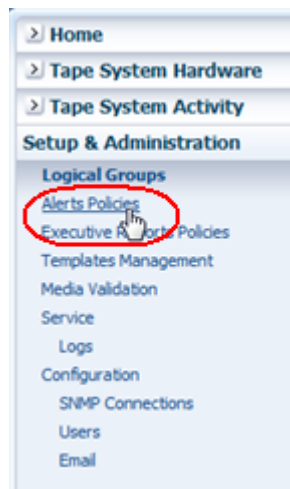 Home
Tape System Hardware
Tape System Activity
Setup & Administration
Logical Groups
Alerts Policies
Executive Reports Policies
Templates Management
Media Validation
Service
Logs
Configuration
SNMP Connections
Users
Email